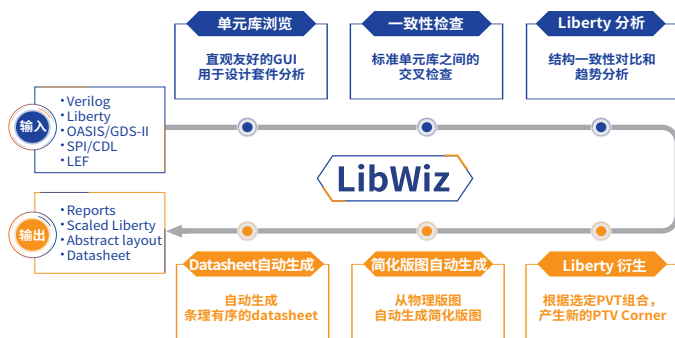 单元库浏览
直观友好的GUI
用于设计套件分析
一致性检查
标准单元库之间的
交叉检查
Liberty 分析
结构一致性对比和
趋势分析
输入
•Verilog
•Liberty
•OASIS/GDS-II
•SPI/CDL
•LEF
LibWiz
输出
•Reports
•Scaled Liberty
•Abstract layout
•Datasheet
Datasheet自动生成
自动生成
条理有序的datasheet
简化版图自动生成
从物理版图
自动生成简化版图
Liberty 衍生
根据选定PVT组合，
产生新的PTV Corner